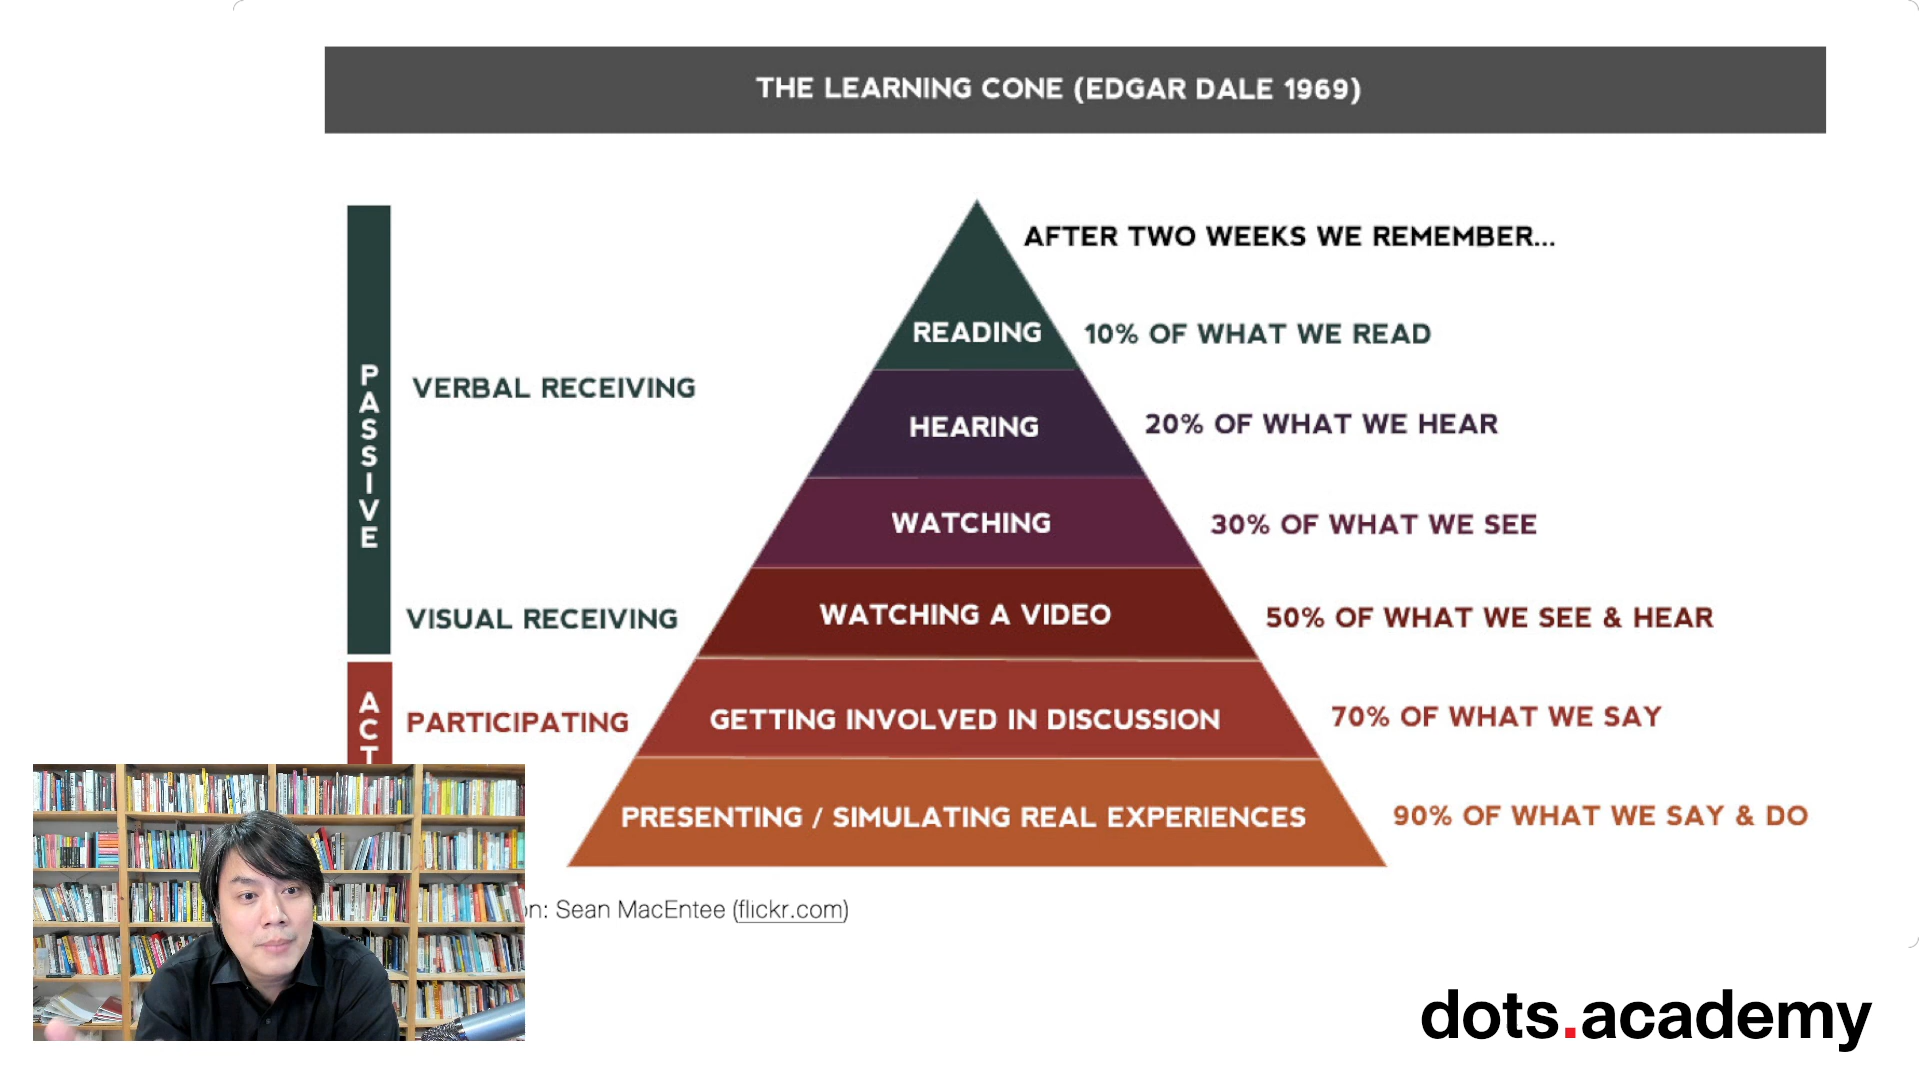 THE LEARNING CONE (EDGAR DALE 1969)
AFTER TWO WEEKS WE REMEMBER...
PASSIVE
VERBAL RECEIVING
READING
10% OF WHAT WE READ
HEARING
20% OF WHAT WE HEAR
WATCHING
30% OF WHAT WE SEE
VISUAL RECEIVING
WATCHING A VIDEO
50% OF WHAT WE SEE & HEAR
ACT
PARTICIPATING
GETTING INVOLVED IN DISCUSSION
70% OF WHAT WE SAY
PRESENTING / SIMULATING REAL EXPERIENCES
90% OF WHAT WE SAY & DO
on: Sean MacEntee (flickr.com)
dots.academy